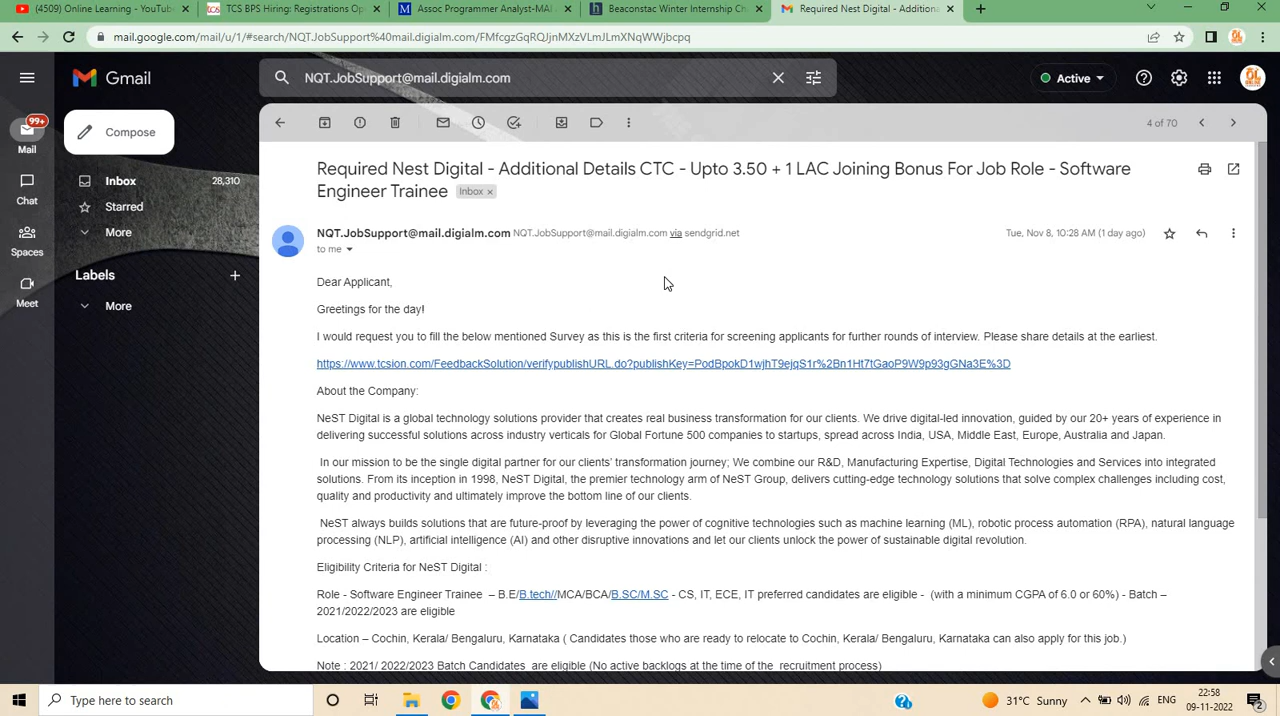 (4509) Online Learning - YouTube
TCS BPS Hiring: Registrations Op
Assoc Programmer Analyst-MAI
Beaconstac Winter Internship Ch
Required Nest Digital - Additiona
mail.google.com/mail/u/1/#search/NQT.JobSupport%40mail.digialm.com/FMfcgzGqRQJjnMXzVLmJLmXNqWWjbcpq
Gmail
NQT.JobSupport@mail.digialm.com
Active
Compose
99+
Mail
Chat
Spaces
Meet
Inbox 28,310
Starred
More
Labels
More
4 of 70
Required Nest Digital - Additional Details CTC - Upto 3.50 + 1 LAC Joining Bonus For Job Role - Software
Engineer Trainee Inbox x
NQT.JobSupport@mail.digialm.com NQT.JobSupport@mail.digialm.com via sendgrid.net Tue, Nov 8, 10:28 AM (1 day ago)
to me
Dear Applicant,
Greetings for the day!
I would request you to fill the below mentioned Survey as this is the first criteria for screening applicants for further rounds of interview. Please share details at the earliest.
https://www.tcsion.com/FeedbackSolution/verifypublishURL.do?publishKey=PodBpokD1wjhT9ejqS1r%2Bn1Ht7tGaoP9W9p93gGNa3E%3D
About the Company:
NeST Digital is a global technology solutions provider that creates real business transformation for our clients. We drive digital-led innovation, guided by our 20+ years of experience in
delivering successful solutions across industry verticals for Global Fortune 500 companies to startups, spread across India, USA, Middle East, Europe, Australia and Japan.
In our mission to be the single digital partner for our clients' transformation journey; We combine our R&D, Manufacturing Expertise, Digital Technologies and Services into integrated
solutions. From its inception in 1998, NeST Digital, the premier technology arm of NeST Group, delivers cutting-edge technology solutions that solve complex challenges including cost,
quality and productivity and ultimately improve the bottom line of our clients.
NeST always builds solutions that are future-proof by leveraging the power of cognitive technologies such as machine learning (ML), robotic process automation (RPA), natural language
processing (NLP), artificial intelligence (AI) and other disruptive innovations and let our clients unlock the power of sustainable digital revolution.
Eligibility Criteria for NeST Digital :
Role - Software Engineer Trainee – B.E/B.tech//MCA/BCA/B.SC/M.SC - CS, IT, ECE, IT preferred candidates are eligible - (with a minimum CGPA of 6.0 or 60%) - Batch –
2021/2022/2023 are eligible
Location – Cochin, Kerala/ Bengaluru, Karnataka ( Candidates those who are ready to relocate to Cochin, Kerala/ Bengaluru, Karnataka can also apply for this job.)
Note : 2021/ 2022/2023 Batch Candidates are eligible (No active backlogs at the time of the recruitment process)
Type here to search
31°C Sunny
ENG
22:58
09-11-2022
2